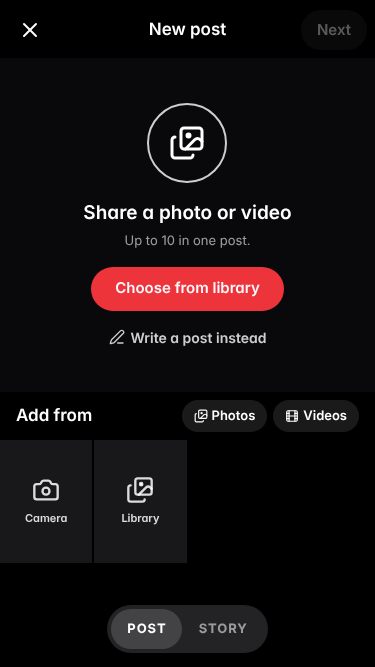 New post
Next
Share a photo or video
Up to 10 in one post.
Choose from library
Write a post instead
Add from
Photos
Videos
Camera
Library
POST
STORY